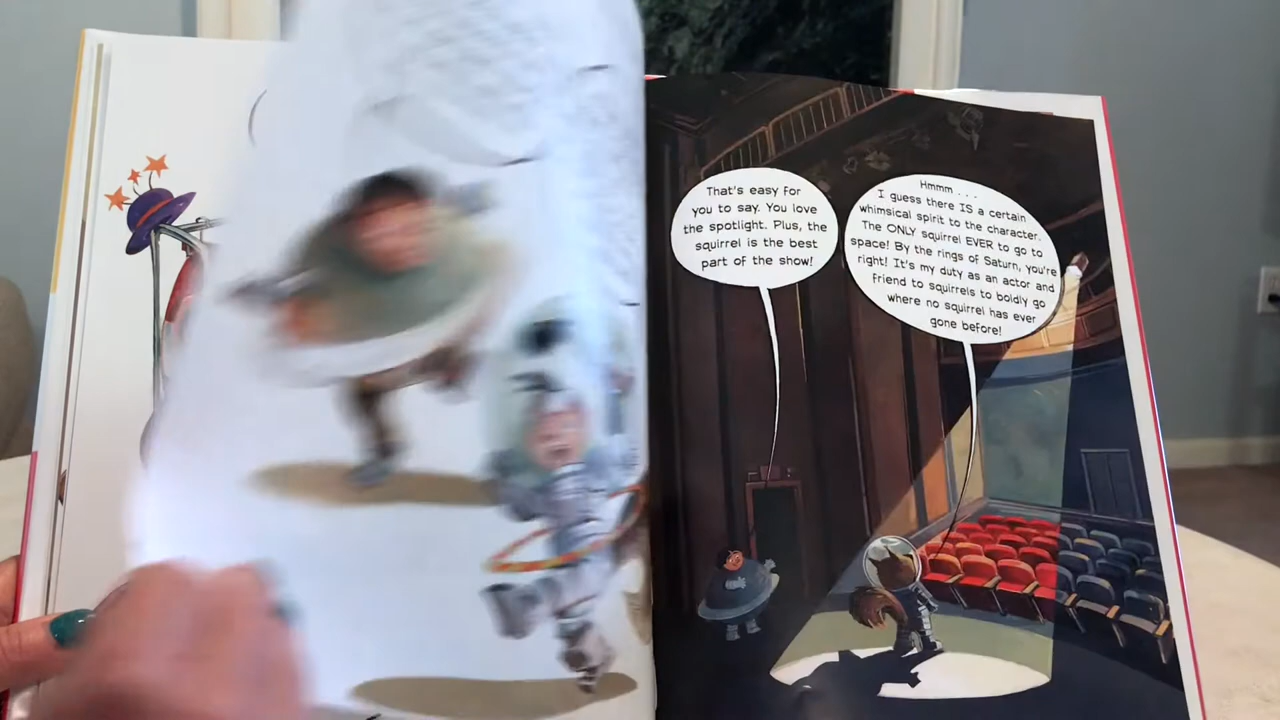 That's easy for
you to say. You love
the spotlight. Plus, the
squirrel is the best
part of the show!
Hmmm . . .
I guess there IS a certain
whimsical spirit to the character.
The ONLY squirrel EVER to go to
space! By the rings of Saturn, you're
right! It's my duty as an actor and
friend to squirrels to boldly go
where no squirrel has ever
gone before!